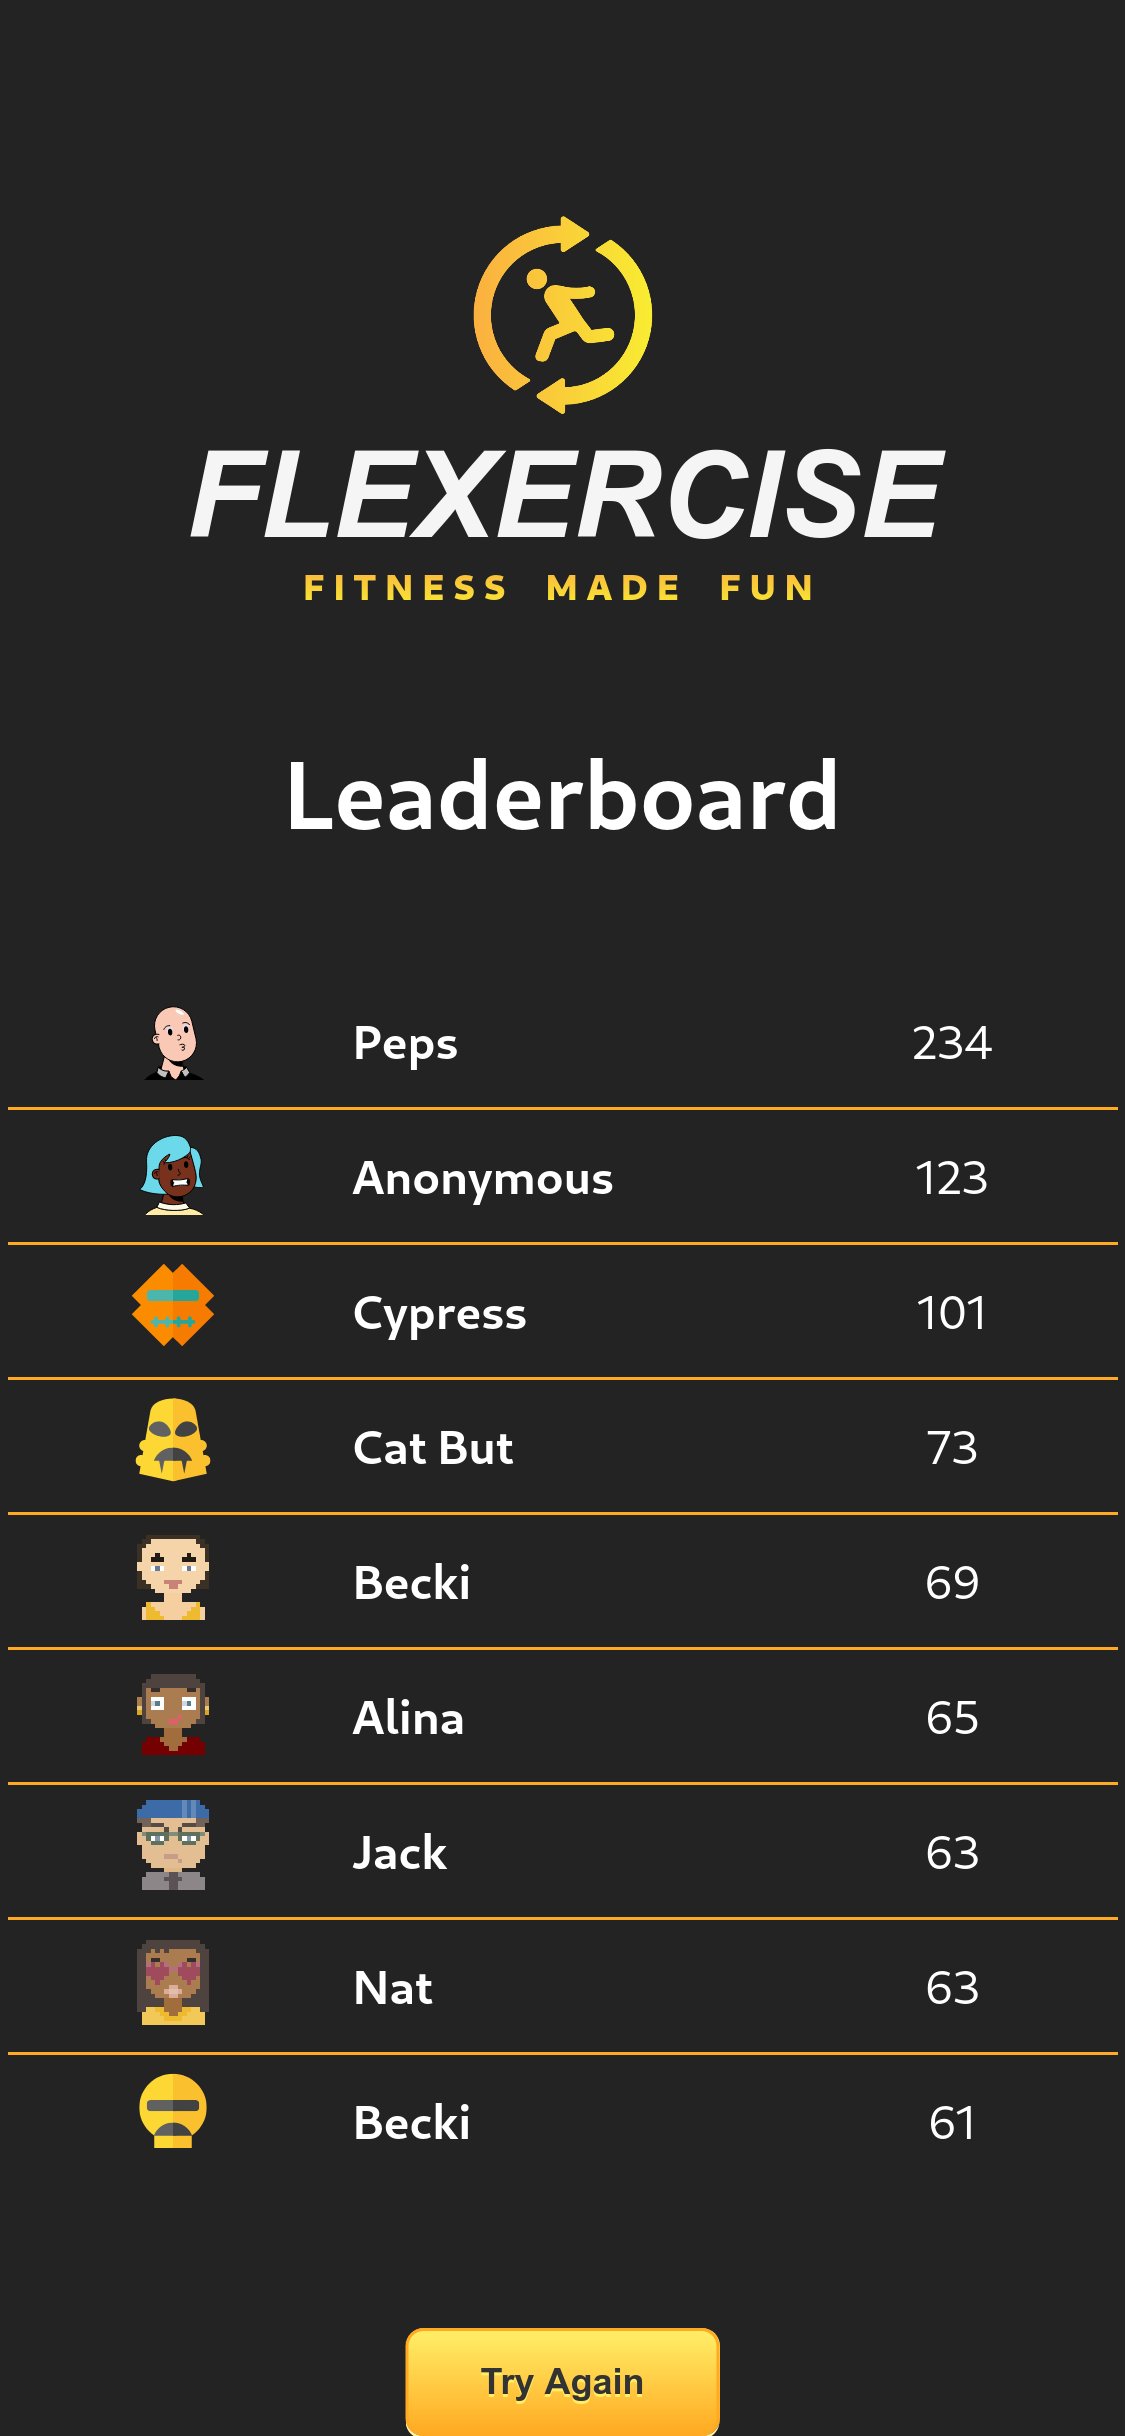 FLEXERCISE
FITNESS MADE FUN
Leaderboard
Peps 234
Anonymous 123
Cypress 101
Cat But 73
Becki 69
Alina 65
Jack 63
Nat 63
Becki 61
Try Again